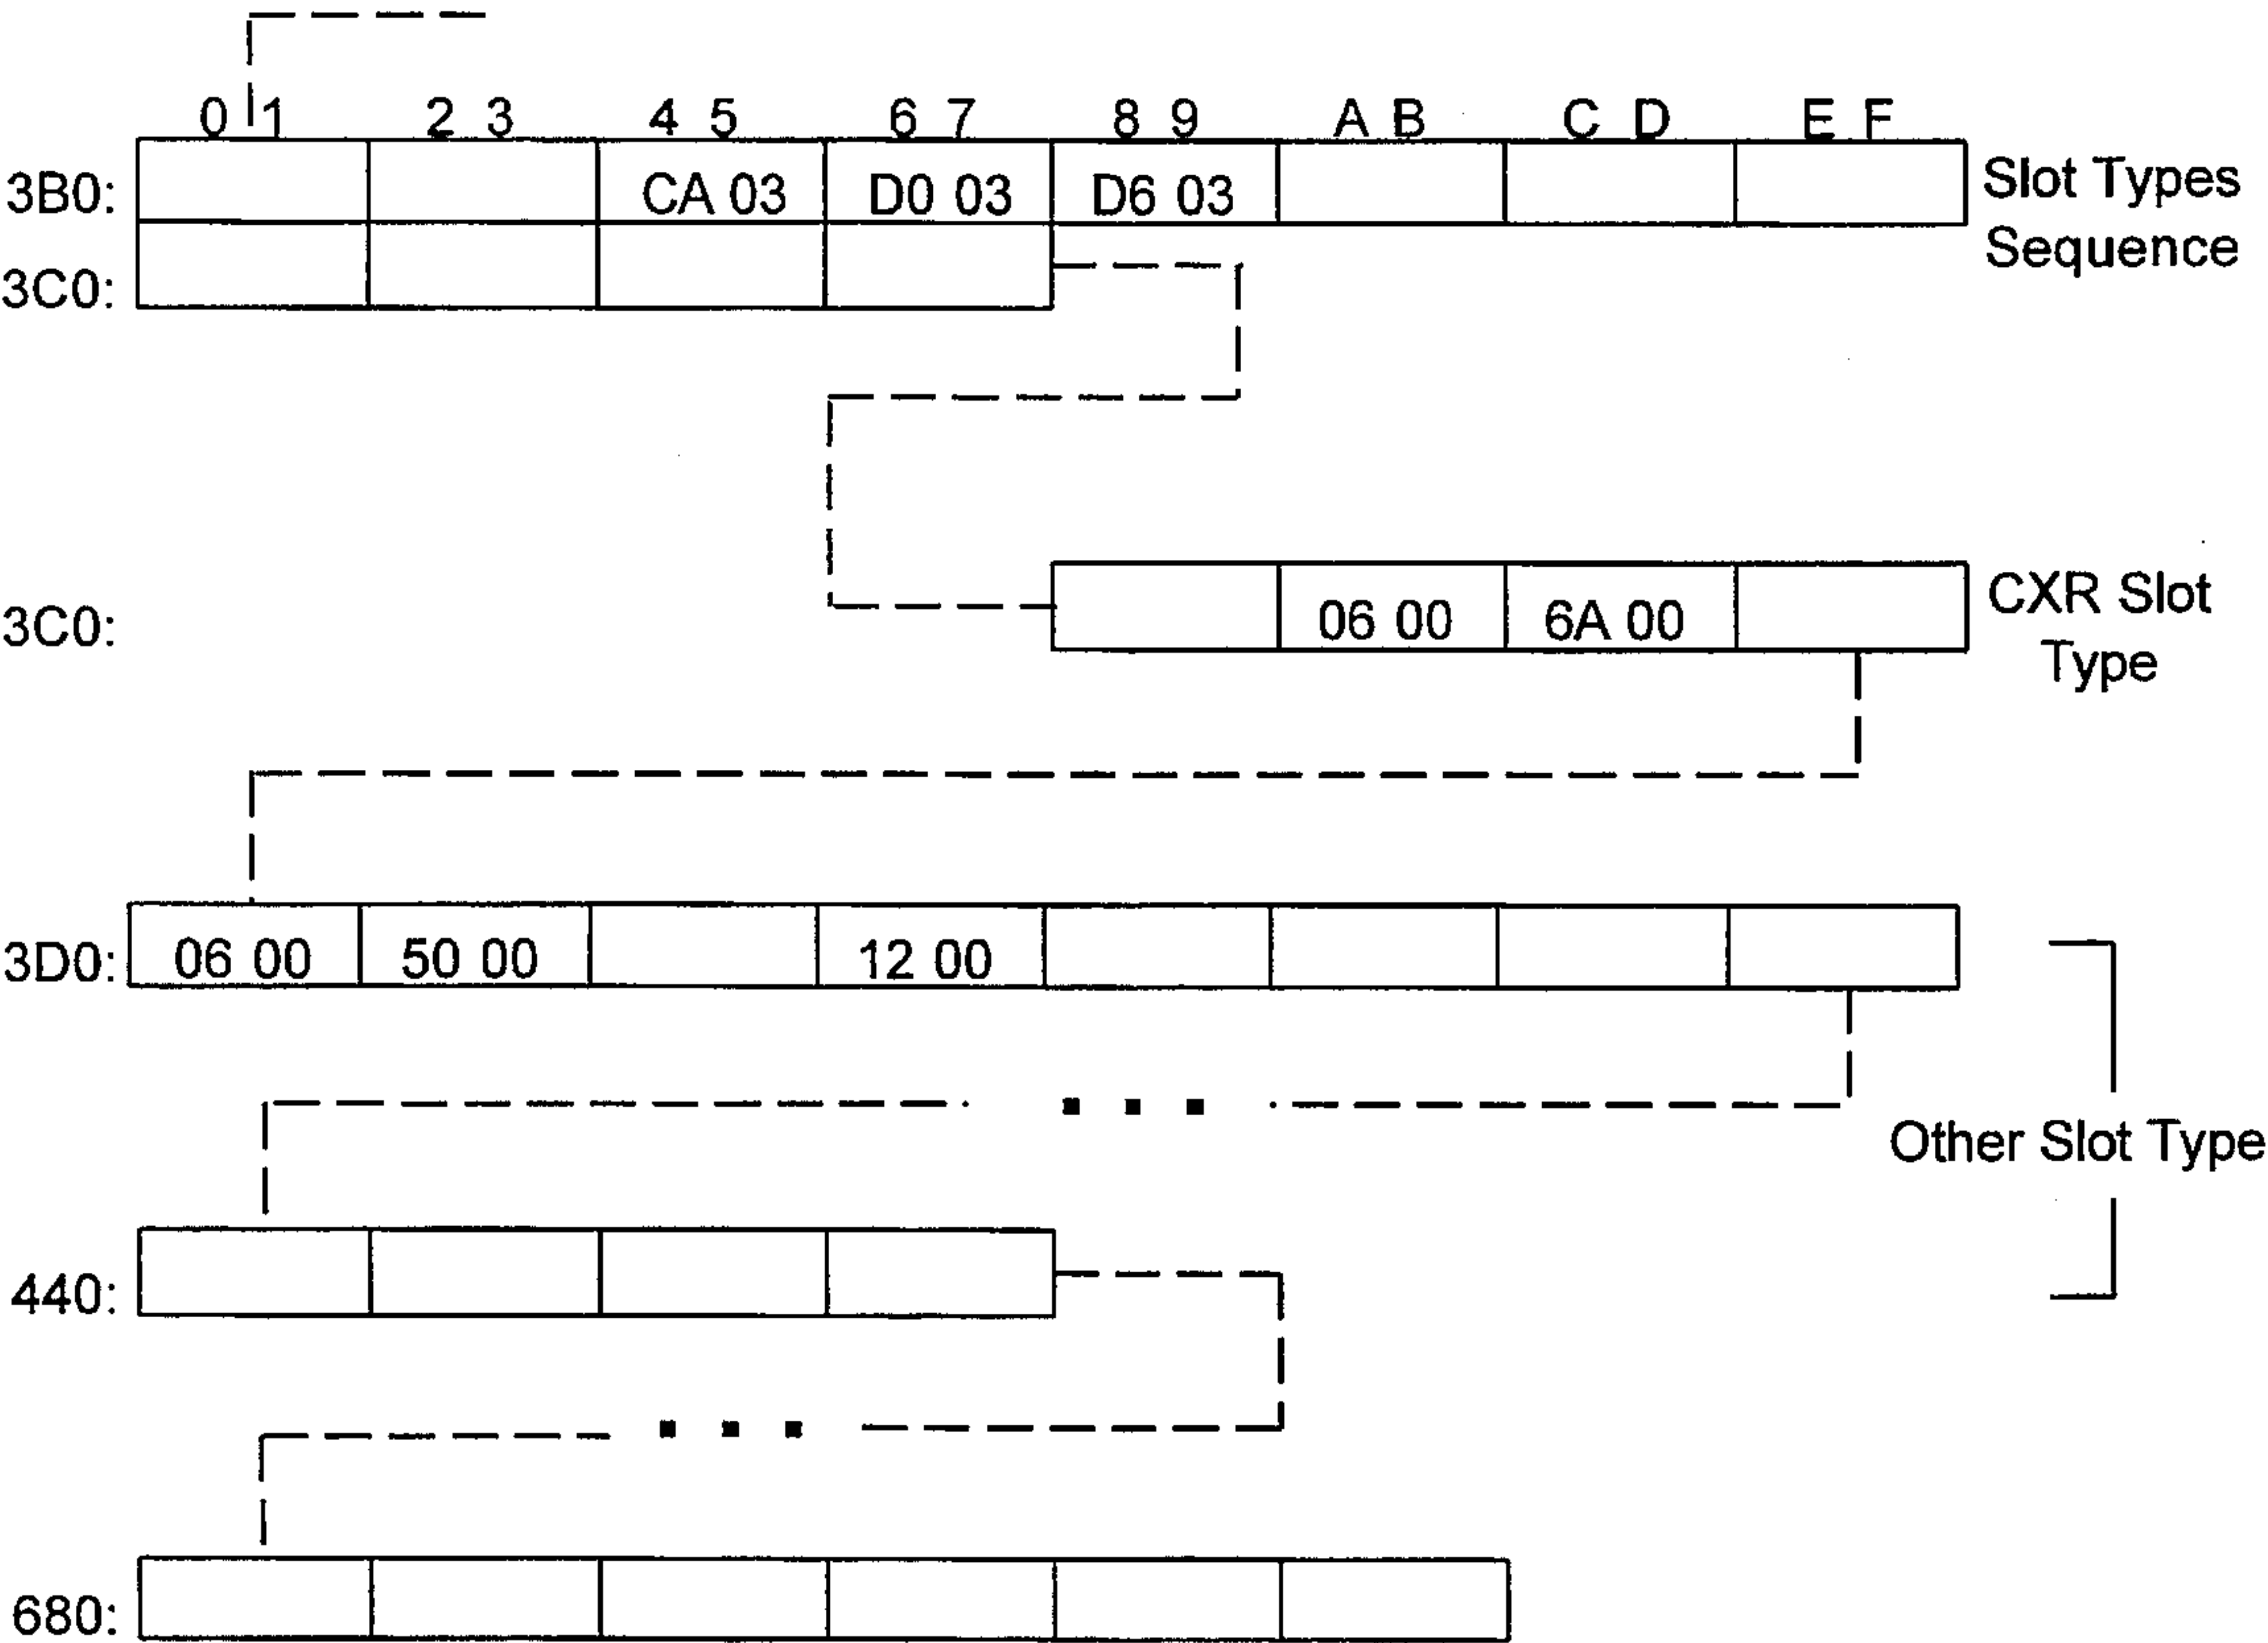 0 1 2 3 4 5 6 7 8 9 A B C D E F
3B0: CA 03 D0 03 D6 03 Slot Types
Sequence
3C0:
3C0: 06 00 6A 00 CXR Slot
Type
3D0: 06 00 50 00 12 00
Other Slot Type
440:
680: